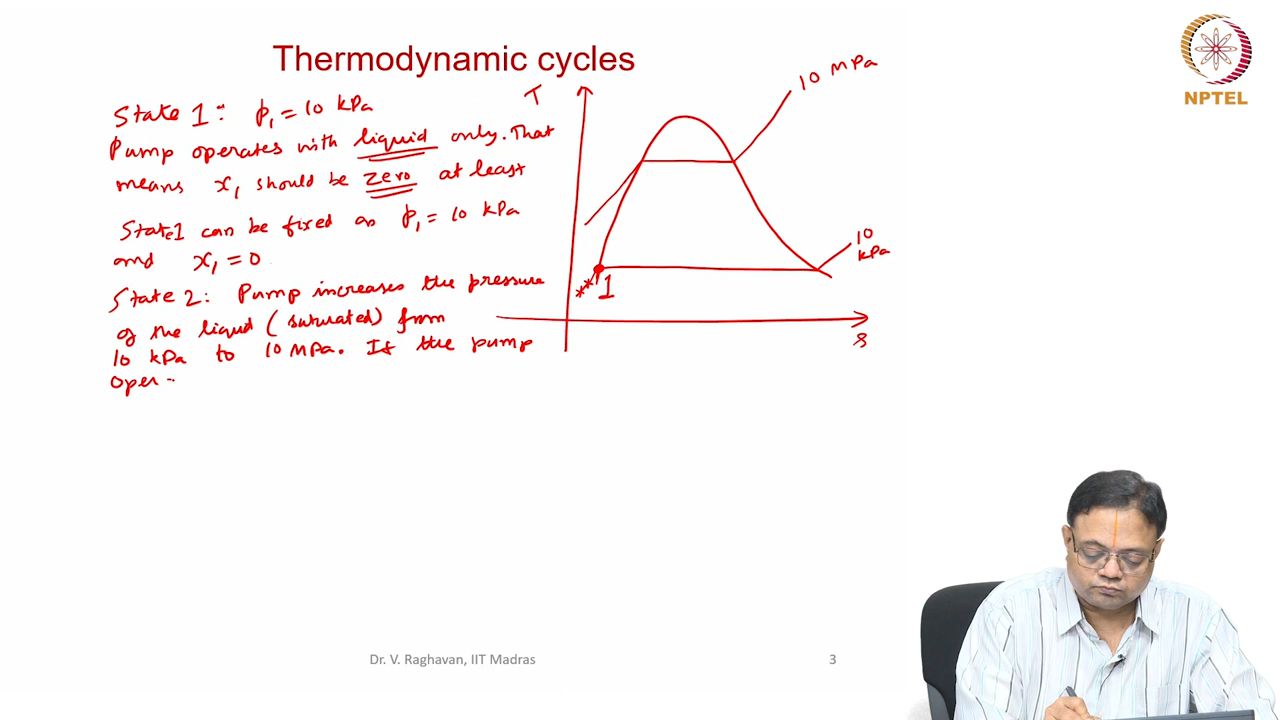 Thermodynamic cycles
NPTEL
State 1: p₁ = 10 kPa
Pump operates with liquid only. That
means x₁ should be zero at least
State 1 can be fixed as p₁ = 10 kPa
and x₁ = 0
State 2: Pump increases the pressure
of the liquid (saturated) from
10 kPa to 10 MPa. If the pump
oper
T
10 MPa
10
kPa
1
s
Dr. V. Raghavan, IIT Madras
3